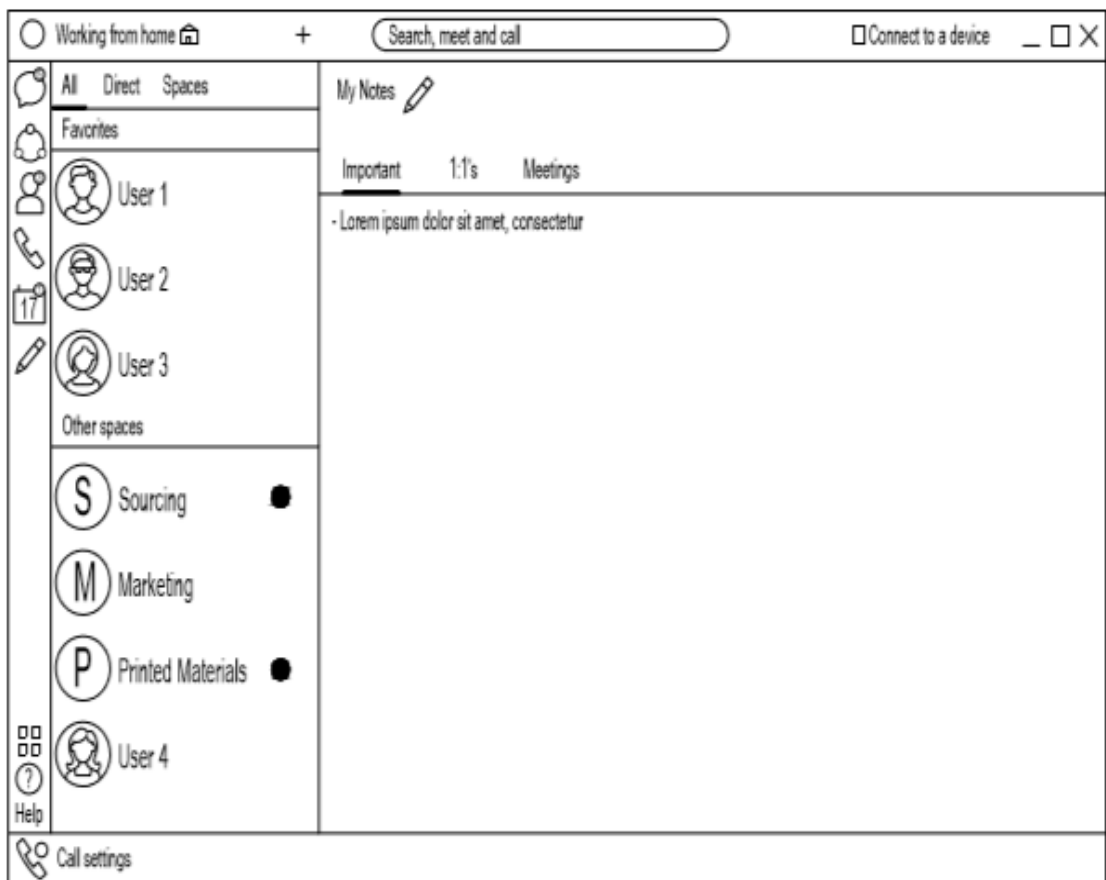 Working from home + Search, meet and call Connect to a device
All Direct Spaces
My Notes
Favorites
Important 1:1's Meetings
User 1
- Lorem ipsum dolor sit amet, consectetur
User 2
17
User 3
Other spaces
S Sourcing
M Marketing
P Printed Materials
User 4
?
Help
Call settings